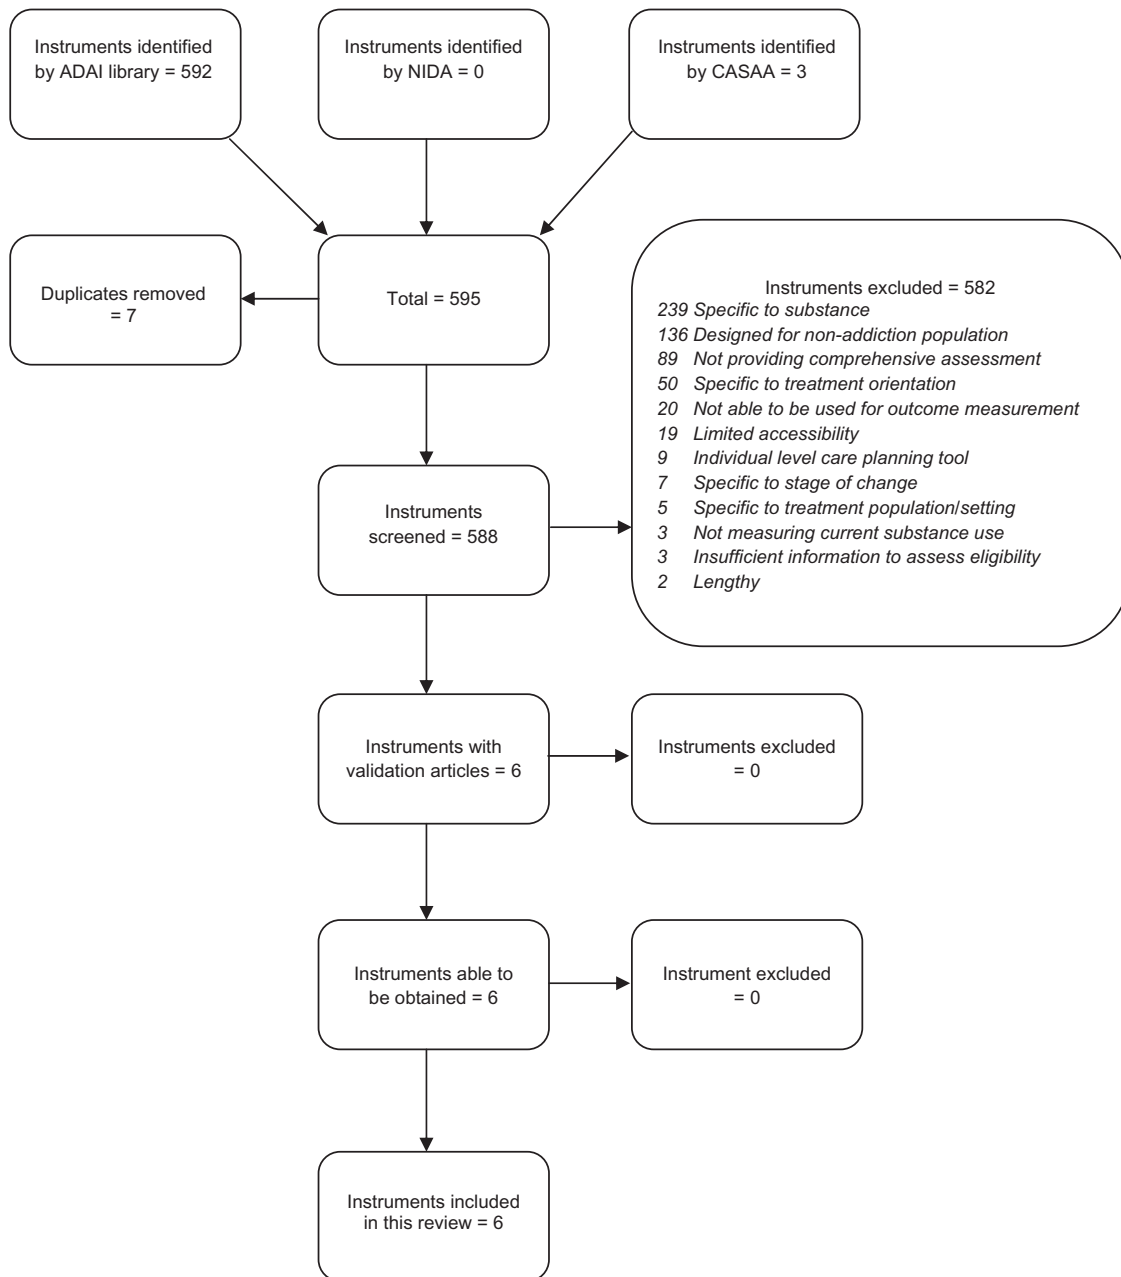 Instruments identified
by ADAI library = 592
Instruments identified
by NIDA = 0
Instruments identified
by CASAA = 3
Duplicates removed
= 7
Total = 595
Instruments excluded = 582
239 Specific to substance
136 Designed for non-addiction population
89 Not providing comprehensive assessment
50 Specific to treatment orientation
20 Not able to be used for outcome measurement
19 Limited accessibility
9 Individual level care planning tool
7 Specific to stage of change
5 Specific to treatment population/setting
3 Not measuring current substance use
3 Insufficient information to assess eligibility
2 Lengthy
Instruments
screened = 588
Instruments with
validation articles = 6
Instruments excluded
= 0
Instruments able to
be obtained = 6
Instrument excluded
= 0
Instruments included
in this review = 6